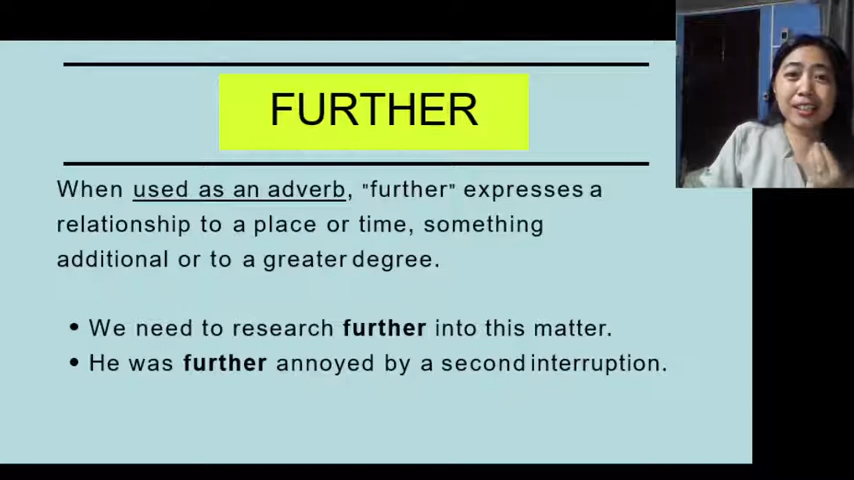 FURTHER
When used as an adverb, "further" expresses a
relationship to a place or time, something
additional or to a greater degree.
• We need to research further into this matter.
• He was further annoyed by a second interruption.